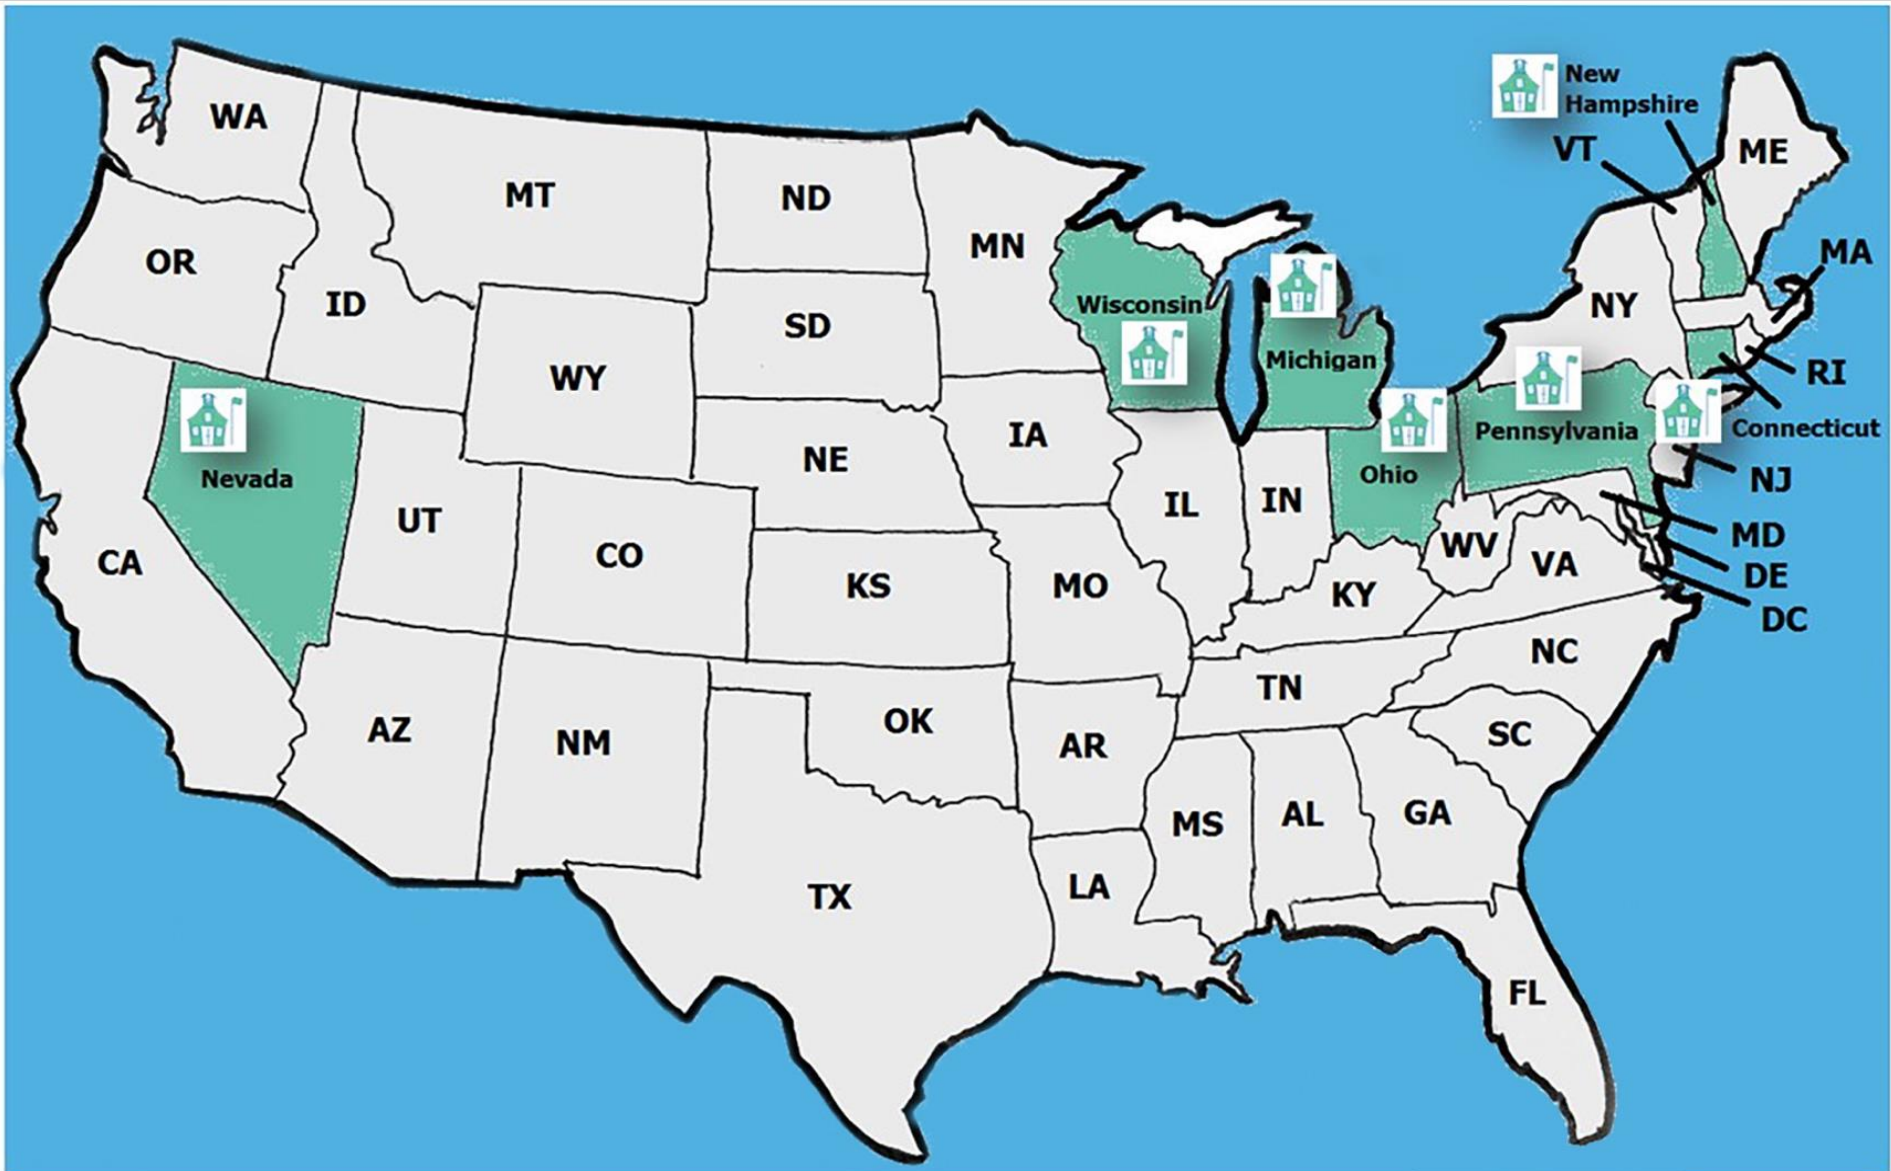 WA
MT
ND
MN
OR
ID
SD
WY
Wisconsin
Michigan
New
Hampshire
VT
ME
MA
NY
RI
Connecticut
Pennsylvania
Ohio
NJ
MD
DE
DC
Nevada
CA
UT
CO
NE
IA
IL
IN
KS
MO
KY
WV
VA
NC
TN
SC
AZ
NM
OK
AR
MS
AL
GA
TX
LA
FL